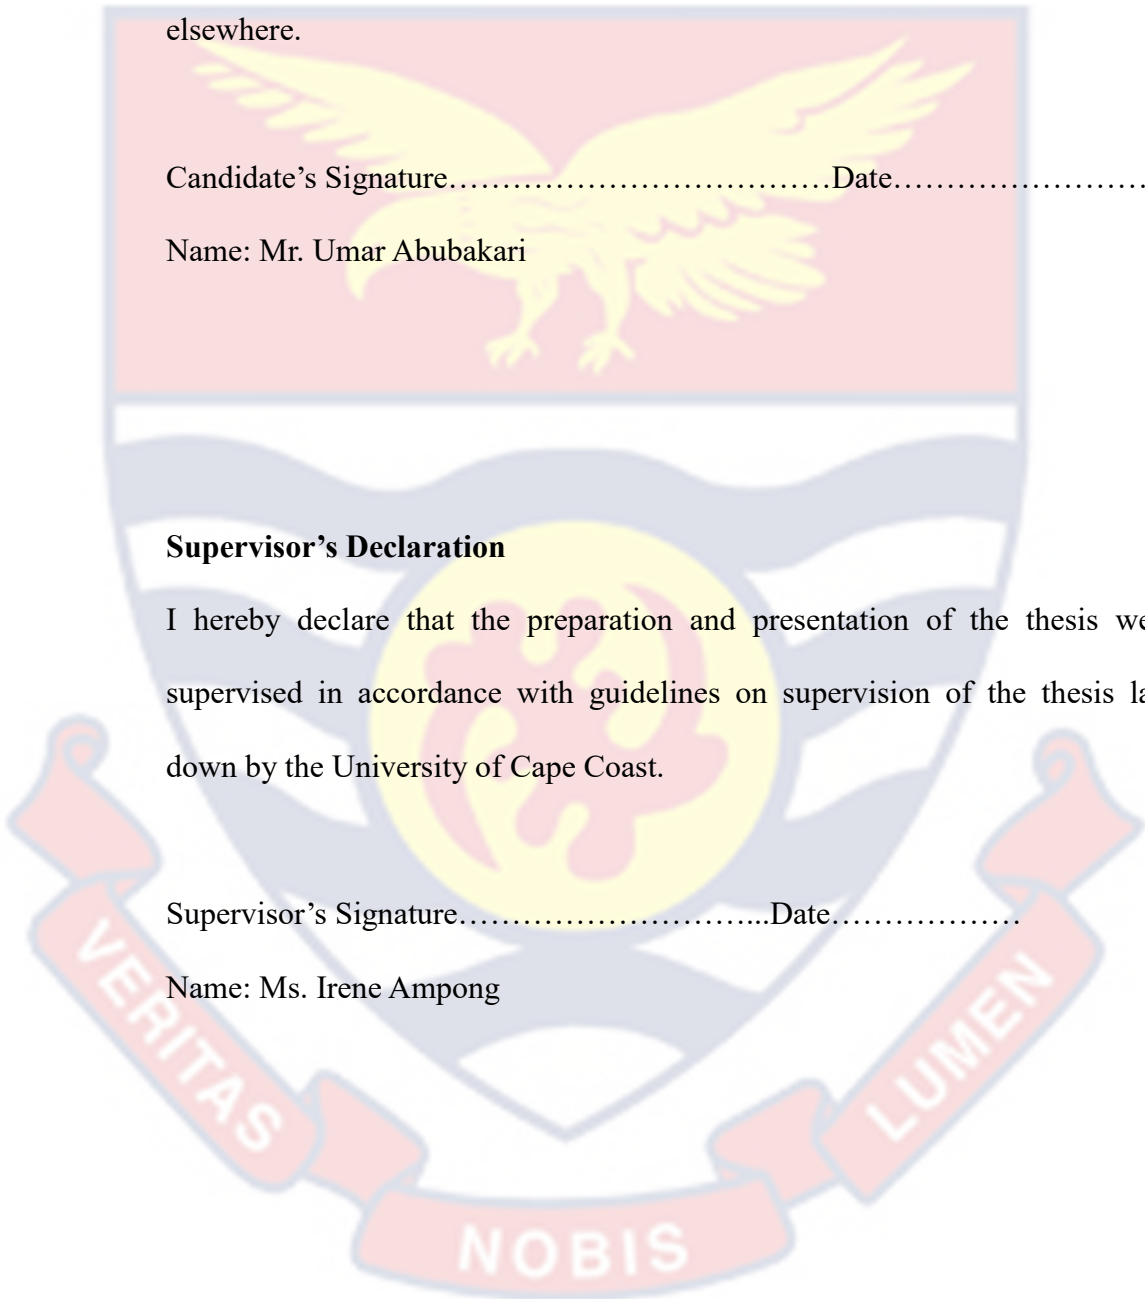 elsewhere.
Candidate’s Signature………………………………Date……………………
Name: Mr. Umar Abubakari
Supervisor’s Declaration
I hereby declare that the preparation and presentation of the thesis we
supervised in accordance with guidelines on supervision of the thesis la
down by the University of Cape Coast.
Supervisor’s Signature………………………...Date………………
Name: Ms. Irene Ampong
VERITAS
NOBIS
LUMEN